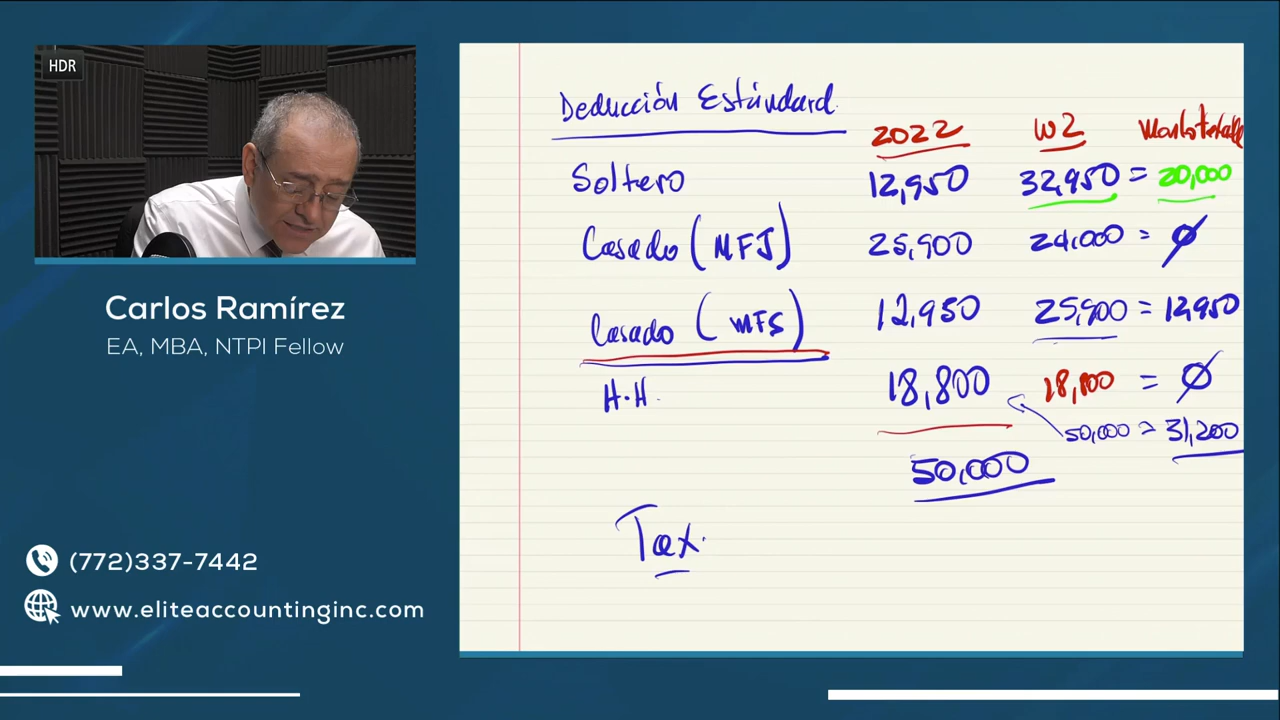 HDR
Carlos Ramírez
EA, MBA, NTPI Fellow
(772)337-7442
www.eliteaccountinginc.com
Deducción Estándard.
2022 W2
Soltero 12,950 32,950 = 20,000
Casado (MFJ) 25,900 24,000 = Ø
Casado (MFS) 12,950 25,900 = 12,950
H.H. 18,800 18,800 = Ø
50,000 = 31,200
50,000
Tax.